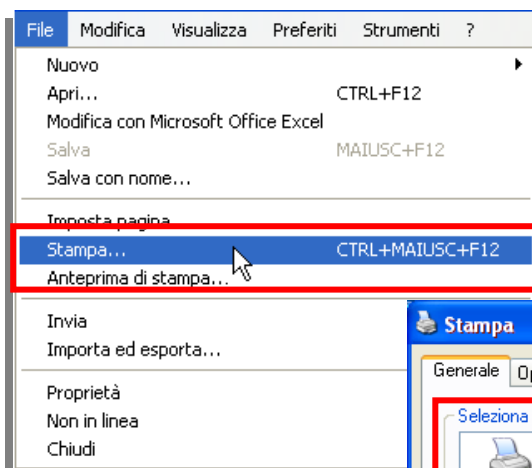 File Modifica Visualizza Preferiti Strumenti ?
Nuovo
Apri... CTRL+F12
Modifica con Microsoft Office Excel
Salva MAIUSC+F12
Salva con nome...
Imposta pagina
Stampa... CTRL+MAIUSC+F12
Anteprima di stampa...
Invia
Importa ed esporta...
Proprietà
Non in linea
Chiudi
Stampa
Generale
Seleziona